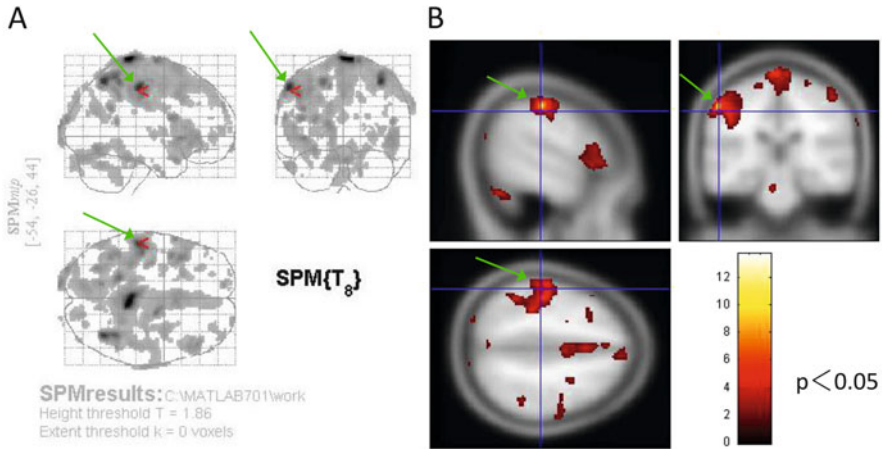 A
B
SPMmip
[-54, -26, 44]
SPM{T8}
SPMresults: C:\MATLAB701\work
Height threshold T = 1.86
Extent threshold k = 0 voxels
12
10
8
6
4
2
0
p<0.05